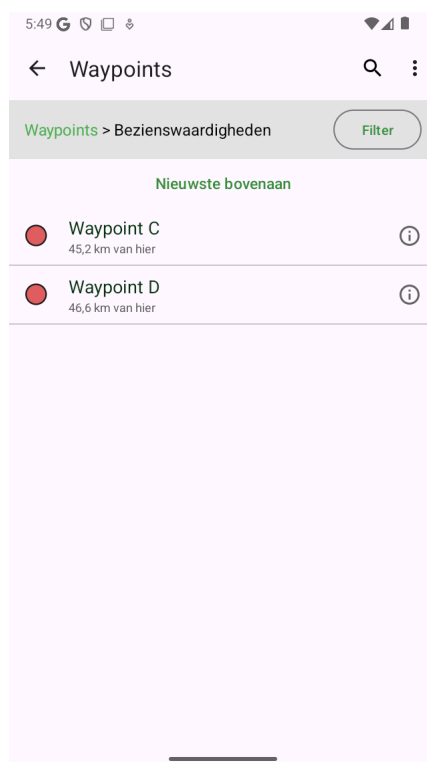 5:49
Waypoints
Waypoints > Bezienswaardigheden
Filter
Nieuwste bovenaan
Waypoint C
45,2 km van hier
Waypoint D
46,6 km van hier